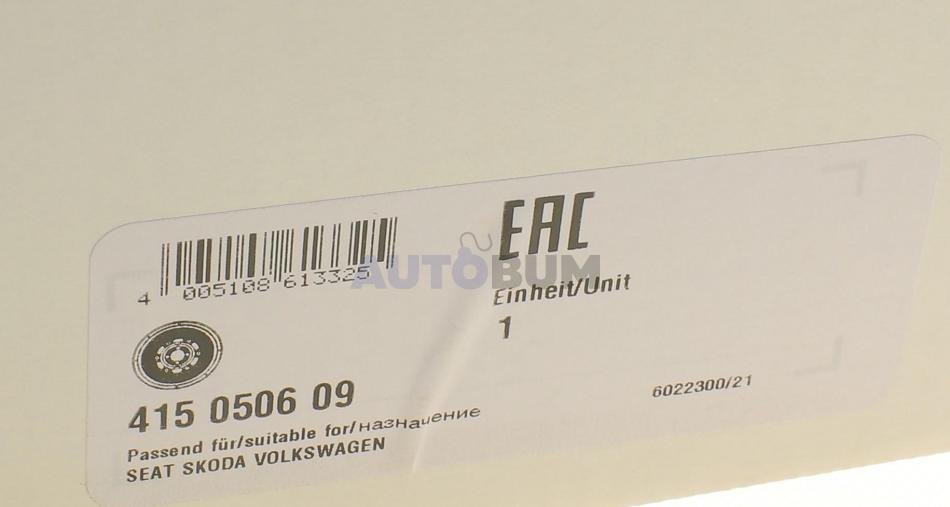 EAC
4 005108 613325
AUTOBUM
Einheit/Unit
1
415 0506 09
6022300/21
Passend für/suitable for/назначение
SEAT SKODA VOLKSWAGEN